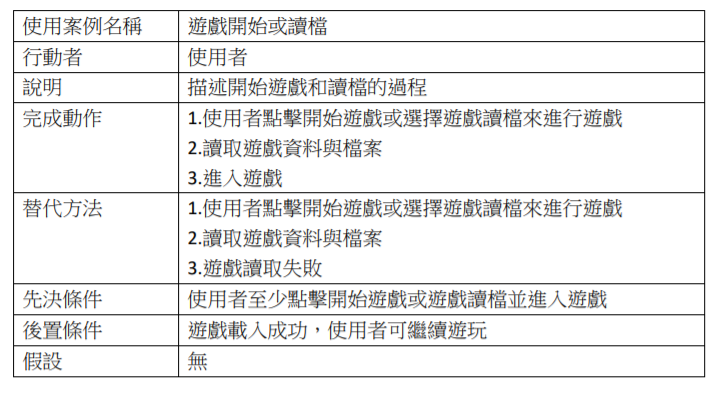 使用案例名稱 遊戲開始或讀檔
行動者 使用者
說明 描述開始遊戲和讀檔的過程
完成動作 1.使用者點擊開始遊戲或選擇遊戲讀檔來進行遊戲
2.讀取遊戲資料與檔案
3.進入遊戲
替代方法 1.使用者點擊開始遊戲或選擇遊戲讀檔來進行遊戲
2.讀取遊戲資料與檔案
3.遊戲讀取失敗
先決條件 使用者至少點擊開始遊戲或遊戲讀檔並進入遊戲
後置條件 遊戲載入成功，使用者可繼續遊玩
假設 無